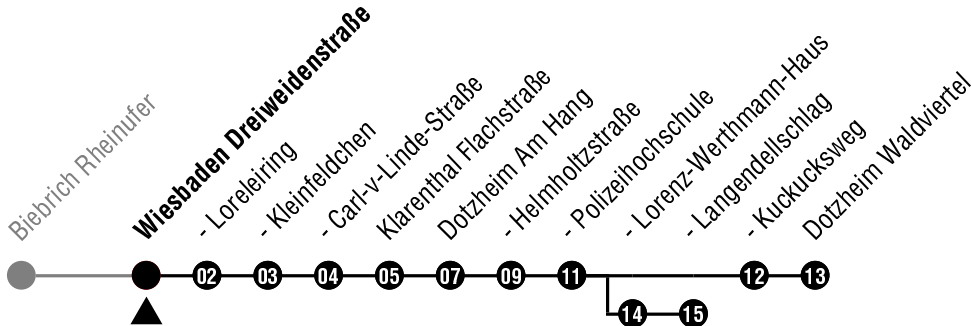 Biebrich Rheinufer
Wiesbaden Dreiweidenstraße
- Loreleiring
- Kleinfeldchen
- Carl-v-Linde-Straße
Klarenthal Flachstraße
Dotzheim Am Hang
- Helmholtzstraße
- Polizeihochschule
- Lorenz-Werthmann-Haus
- Langendellschlag
- Kuckucksweg
Dotzheim Waldviertel
02 03 04 05 07 09 11 12 13
14 15